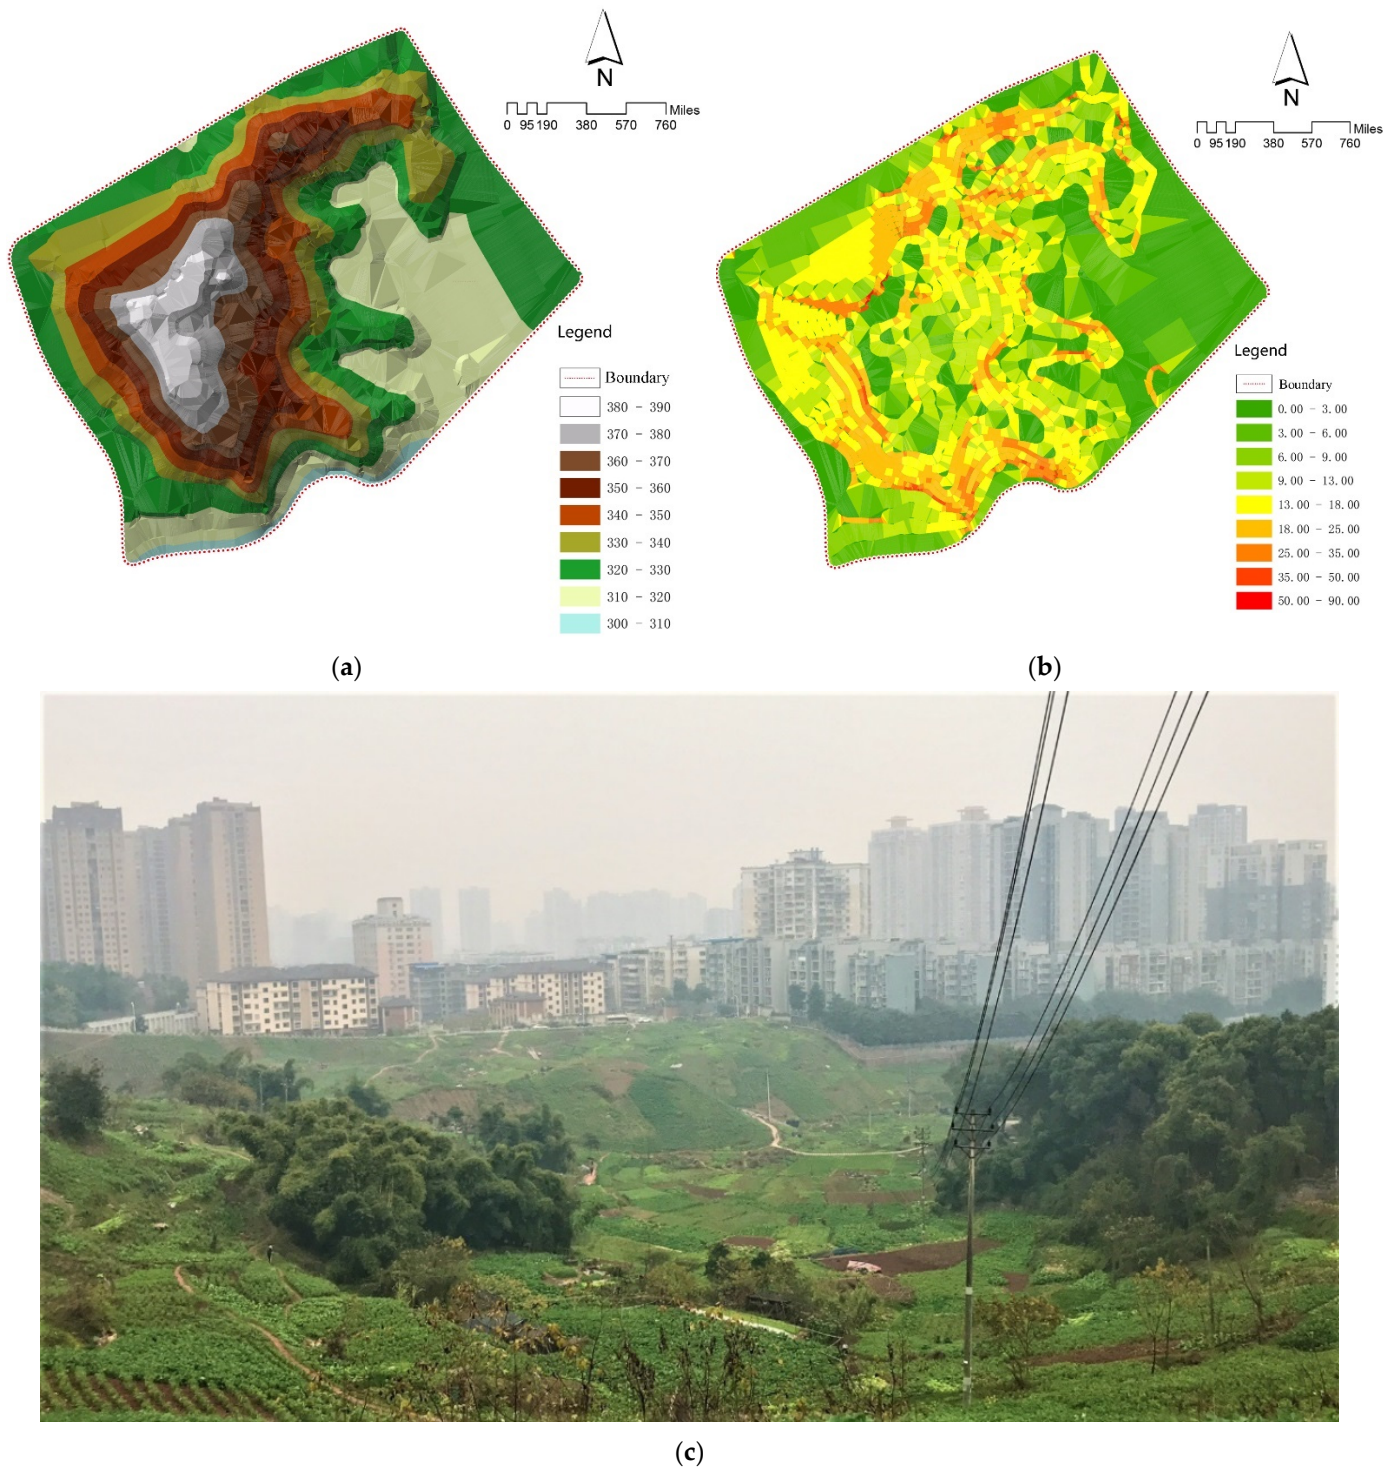 N
Miles
0 95 190 380 570 760
Legend
Boundary
380 - 390
370 - 380
360 - 370
350 - 360
340 - 350
330 - 340
320 - 330
310 - 320
300 - 310
(a)
N
Miles
0 95 190 380 570 760
Legend
Boundary
0.00 - 3.00
3.00 - 6.00
6.00 - 9.00
9.00 - 13.00
13.00 - 18.00
18.00 - 25.00
25.00 - 35.00
35.00 - 50.00
50.00 - 90.00
(b)
(c)